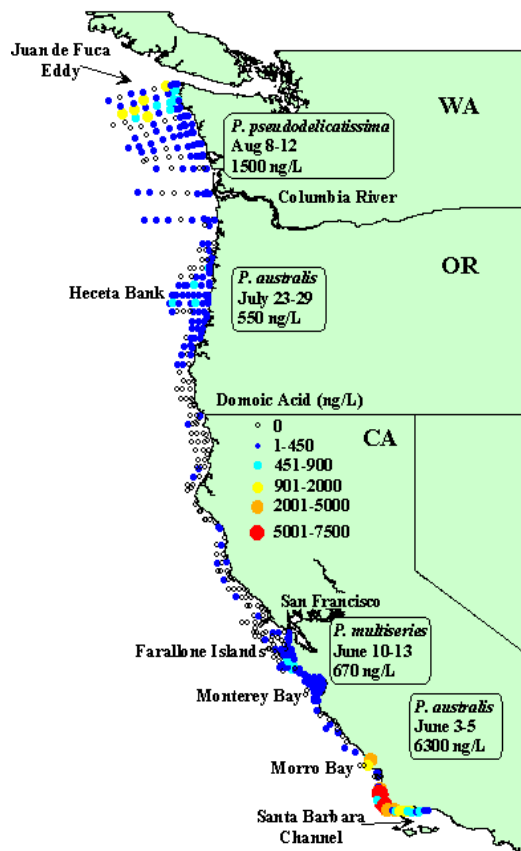 Juan de Fuca
Eddy
WA
P. pseudodelicatissima
Aug 8-12
1500 ng/L
Columbia River
OR
P. australis
July 23-29
550 ng/L
Heceta Bank
Domoic Acid (ng/L)
CA
0
1-450
451-900
901-2000
2001-5000
5001-7500
San Francisco
P. multiseries
June 10-13
670 ng/L
Farallone Islands
Monterey Bay
P. australis
June 3-5
6300 ng/L
Morro Bay
Santa Barbara
Channel